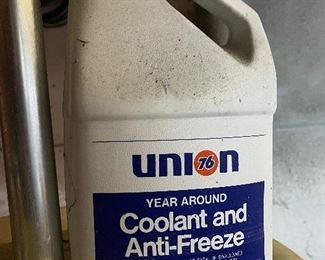 union 76
YEAR AROUND
Coolant and
Anti-Freeze